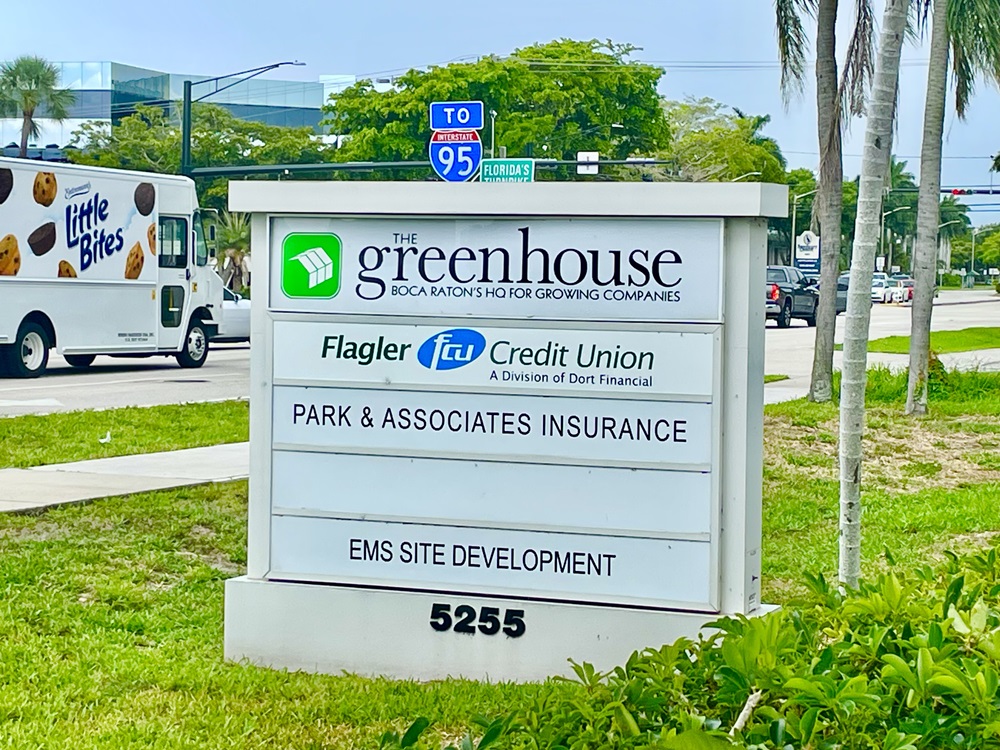 TO
INTERSTATE
95
FLORIDA'S
TURNPIKE
Entenmann's
Little
Bites
THE
greenhouse
BOCA RATON'S HQ FOR GROWING COMPANIES
Flagler fcu Credit Union
A Division of Dort Financial
PARK & ASSOCIATES INSURANCE
EMS SITE DEVELOPMENT
5255